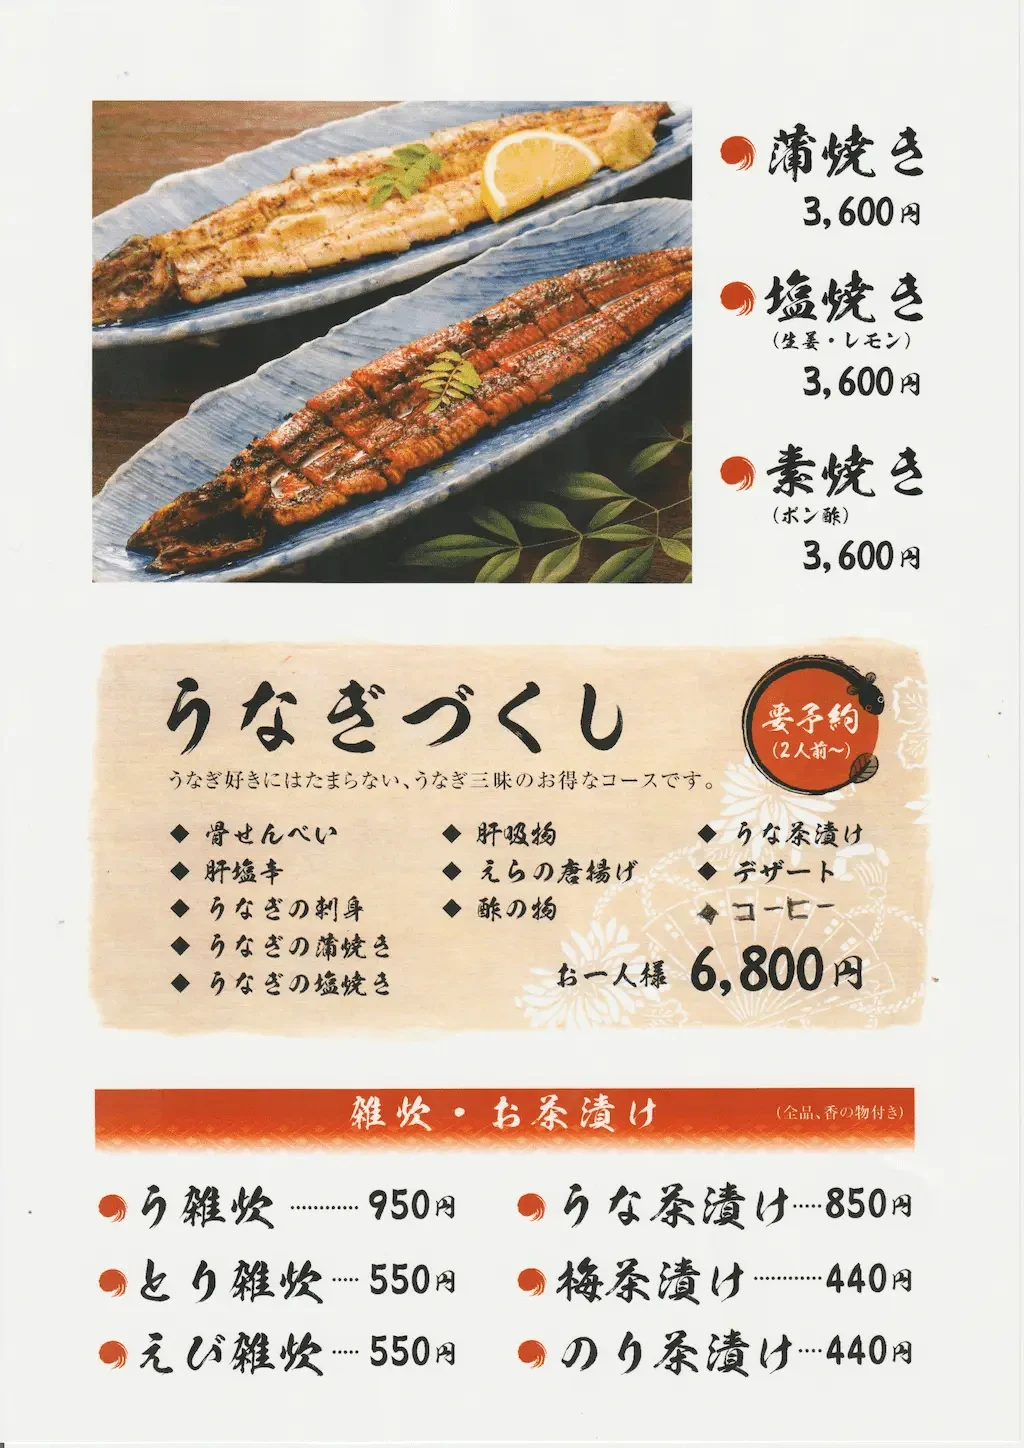 蒲焼き
3,600円
塩焼き
(生姜・レモン)
3,600円
素焼き
(ポン酢)
3,600円
うなぎづくし
要予約
(2人前〜)
うなぎ好きにはたまらない、うなぎ三昧のお得なコースです。
◆ 骨せんべい
◆ 肝塩辛
◆ うなぎの刺身
◆ うなぎの蒲焼き
◆ うなぎの塩焼き
◆ 肝吸物
◆ えらの唐揚げ
◆ 酢の物
◆ うな茶漬け
◆ デザート
◆ コーヒー
お一人様 6,800円
雑炊・お茶漬け
(全品、香の物付き)
う雑炊 ………… 950円
とり雑炊 ····· 550円
えび雑炊 ····· 550円
うな茶漬け ····· 850円
梅茶漬け ………… 440円
のり茶漬け ···· 440円